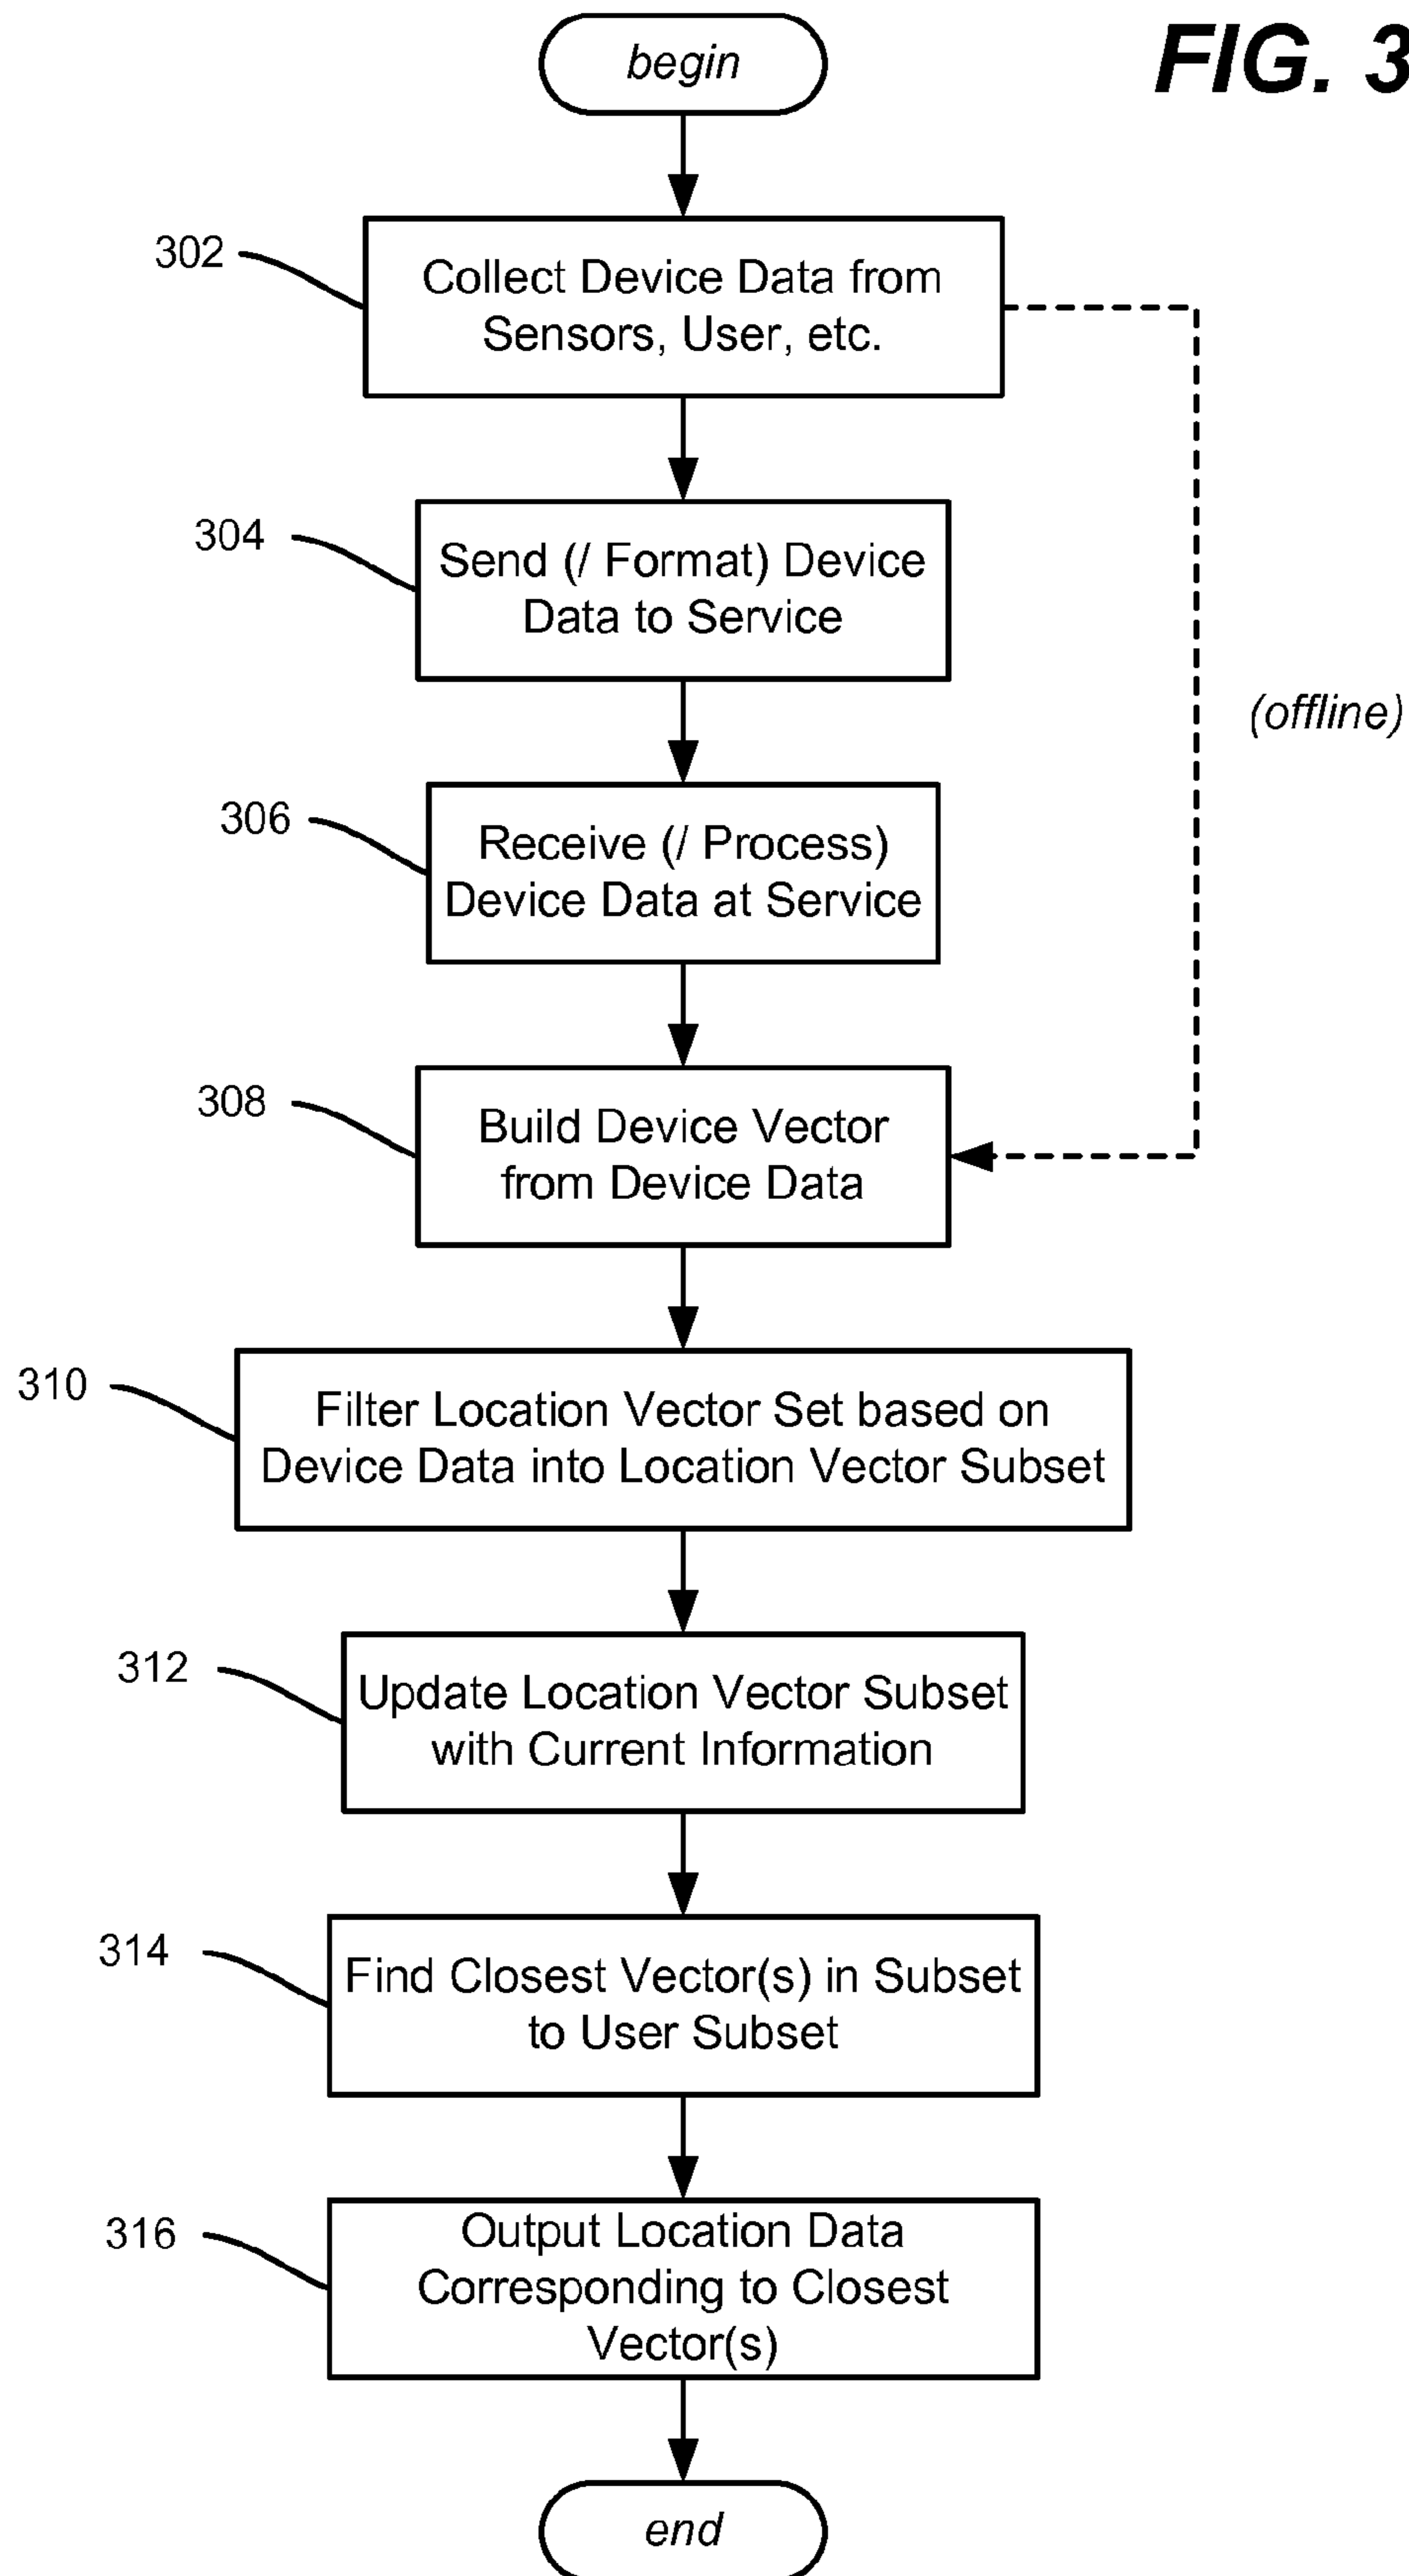 begin
FIG. 3
302
Collect Device Data from
Sensors, User, etc.
304
Send (/ Format) Device
Data to Service
306
Receive (/ Process)
Device Data at Service
(offline)
308
Build Device Vector
from Device Data
310
Filter Location Vector Set based on
Device Data into Location Vector Subset
312
Update Location Vector Subset
with Current Information
314
Find Closest Vector(s) in Subset
to User Subset
316
Output Location Data
Corresponding to Closest
Vector(s)
end